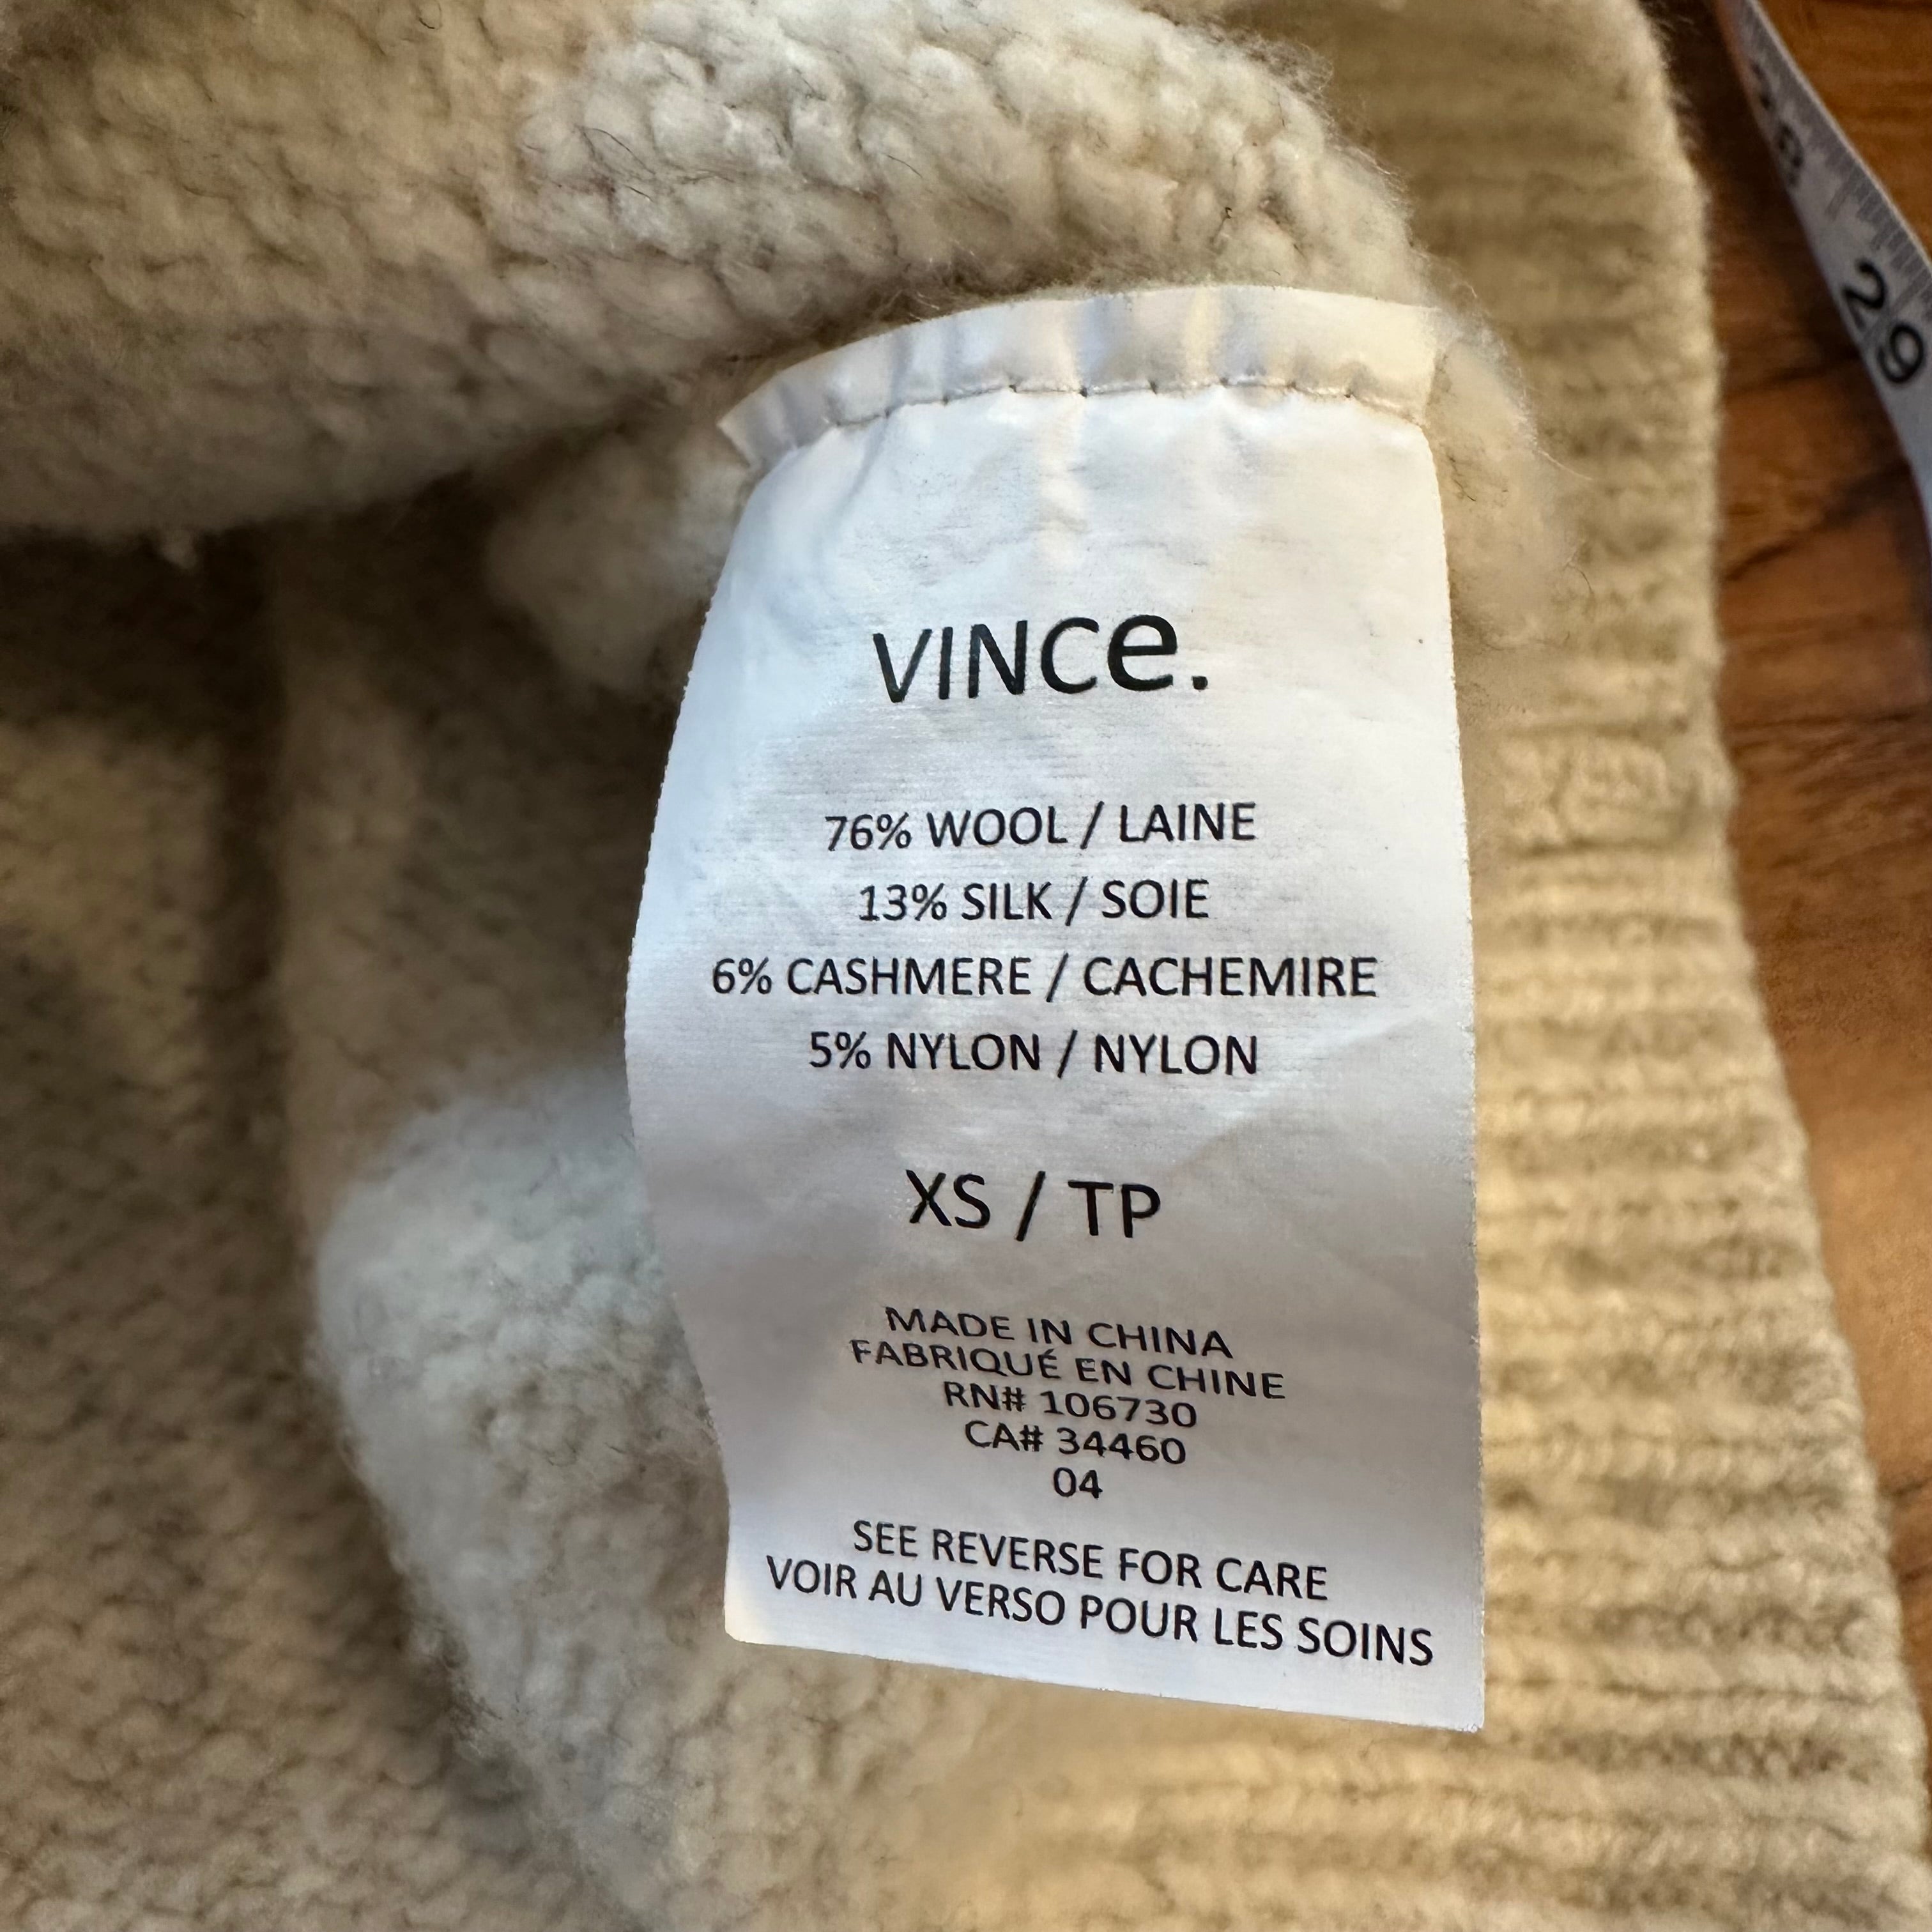 VINCe.
76% WOOL / LAINE
13% SILK / SOIE
6% CASHMERE / CACHEMIRE
5% NYLON / NYLON
XS / TP
MADE IN CHINA
FABRIQUÉ EN CHINE
RN# 106730
CA# 34460
04
SEE REVERSE FOR CARE
VOIR AU VERSO POUR LES SOINS
28
29